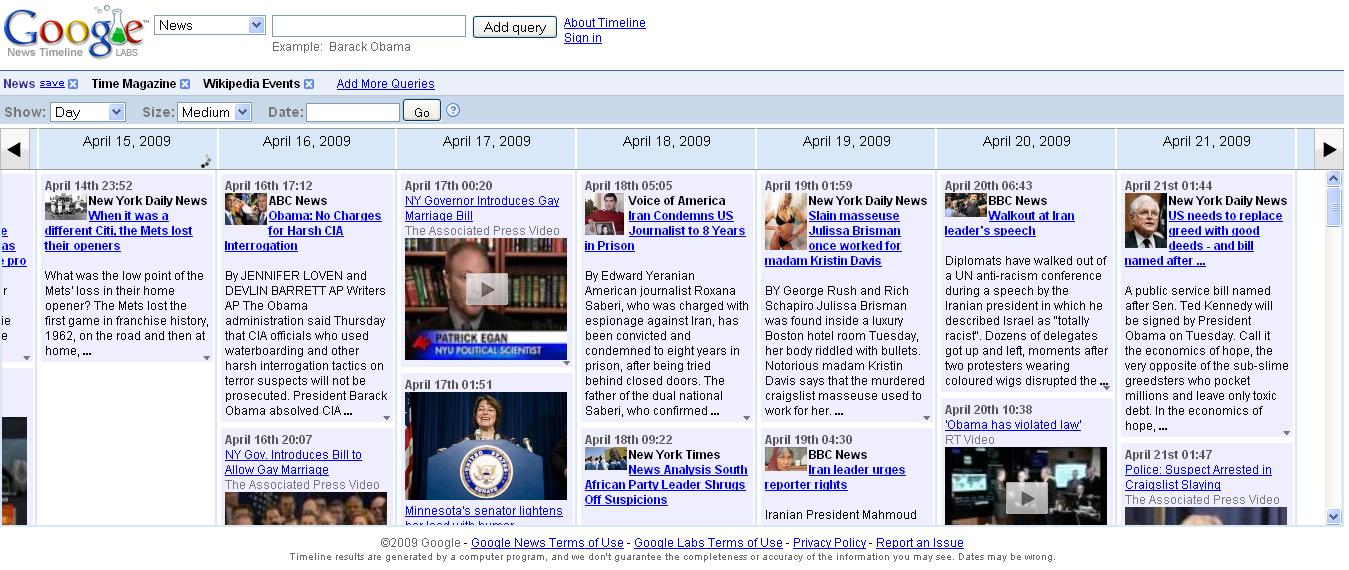 Google™
News Timeline LABS
News
Add query
About Timeline
Sign in
Example: Barack Obama
News save Time Magazine Wikipedia Events Add More Queries
Show: Day Size: Medium Date: Go ?
April 15, 2009 April 16, 2009 April 17, 2009 April 18, 2009 April 19, 2009 April 20, 2009 April 21, 2009
April 14th 23:52
New York Daily News
When it was a
different Citi, the Mets lost
their openers
What was the low point of the
Mets' loss in their home
opener? The Mets lost the
first game in franchise history,
1962, on the road and then at
home, ...
April 16th 17:12
ABC News
Obama: No Charges
for Harsh CIA
Interrogation
By JENNIFER LOVEN and
DEVLIN BARRETT AP Writers
AP The Obama
administration said Thursday
that CIA officials who used
waterboarding and other
harsh interrogation tactics on
terror suspects will not be
prosecuted. President Barack
Obama absolved CIA ...
April 16th 20:07
NY Gov. Introduces Bill to
Allow Gay Marriage
The Associated Press Video
April 17th 00:20
NY Governor Introduces Gay
Marriage Bill
The Associated Press Video
PATRICK EGAN
NYU POLITICAL SCIENTIST
April 17th 01:51
Minnesota's senator lightens
her load with humor
April 18th 05:05
Voice of America
Iran Condemns US
Journalist to 8 Years
in Prison
By Edward Yeranian
American journalist Roxana
Saberi, who was charged with
espionage against Iran, has
been convicted and
condemned to eight years in
prison, after being tried
behind closed doors. The
father of the dual national
Saberi, who confirmed ...
April 18th 09:22
New York Times
News Analysis South
African Party Leader Shrugs
Off Suspicions
April 19th 01:59
New York Daily News
Slain masseuse
Julissa Brisman
once worked for
madam Kristin Davis
BY George Rush and Rich
Schapiro Julissa Brisman
was found inside a luxury
Boston hotel room Tuesday,
her body riddled with bullets.
Notorious madam Kristin
Davis says that the murdered
craigslist masseuse used to
work for her. ...
April 19th 04:30
BBC News
Iran leader urges
reporter rights
Iranian President Mahmoud
April 20th 06:43
BBC News
Walkout at Iran
leader's speech
Diplomats have walked out of
a UN anti-racism conference
during a speech by the
Iranian president in which he
described Israel as "totally
racist". Dozens of delegates
got up and left, moments after
two protesters wearing
coloured wigs disrupted the ...
April 20th 10:38
'Obama has violated law'
RT Video
April 21st 01:44
New York Daily News
US needs to replace
greed with good
deeds - and bill
named after ...
A public service bill named
after Sen. Ted Kennedy will
be signed by President
Obama on Tuesday. Call it
the economics of hope, the
very opposite of the sub-slime
greedsters who pocket
millions and leave only toxic
debt. In the economics of
hope, ...
April 21st 01:47
Police: Suspect Arrested in
Craigslist Slaying
The Associated Press Video
©2009 Google - Google News Terms of Use - Google Labs Terms of Use - Privacy Policy - Report an Issue
Timeline results are generated by a computer program, and we don't guarantee the completeness or accuracy of the information you may see. Dates may be wrong.